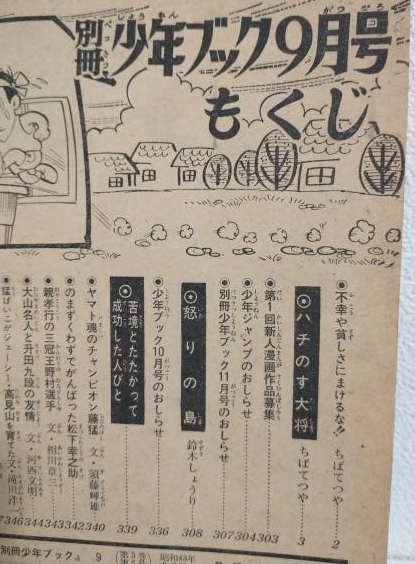 別冊 少年ブック9月号
もくじ
不幸や貧しさにまけるな!! ちばてつや 2
◉ハチのす大将 ちばてつや 3
第1回新人漫画作品募集 303
少年ジャンプのおしらせ 304
別冊少年ブック11月号のおしらせ 307
◉怒りの島 鈴木しょうり 308
少年ブック10月号のおしらせ 336
◉苦境とたたかって成功した人びと 339
ヤマト魂のチャンピオン藤猛 文・須藤輝雄 340
のまずくわずでがんばった松下幸之助 342
親孝行の三冠王野村選手 文・相川章三 343
大山名人と升田九段の友情 文・河西文明 344
猛げいこがジェシー・高見山を育てた 文・滝川洋 346
別冊少年ブック 9 昭和43年